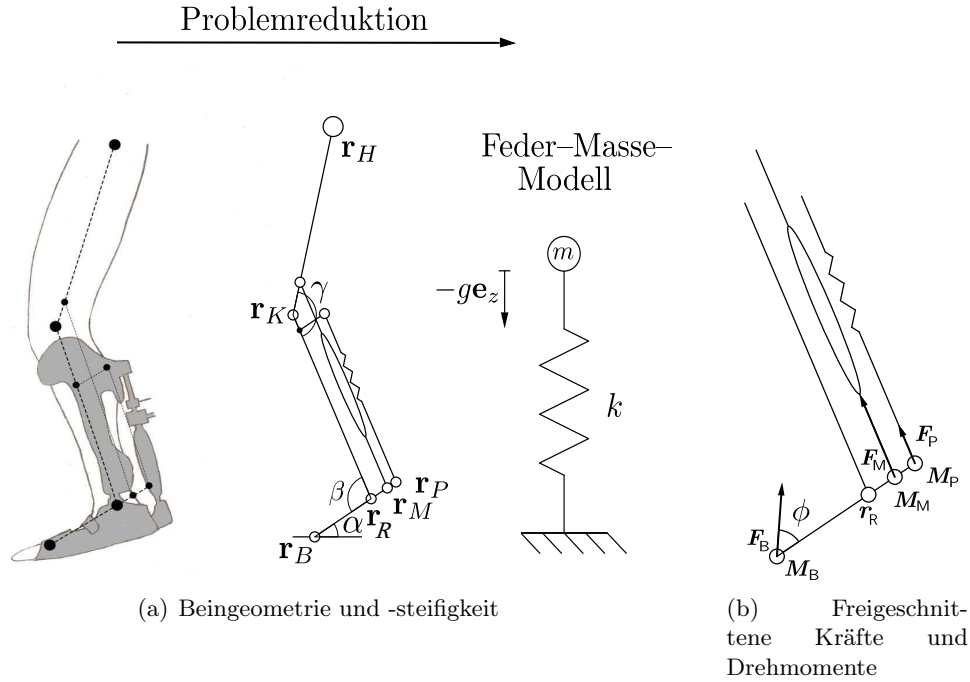 Problemreduktion
r_H
Feder–Masse–
Modell
m
−ge_z
k
r_K
γ
β
α
r_P
r_M
r_R
r_B
F_P
F_M
M_P
M_M
r_R
ϕ
F_B
M_B
(a) Beingeometrie und -steifigkeit
(b) Freigeschnit-
tene Kräfte und
Drehmomente